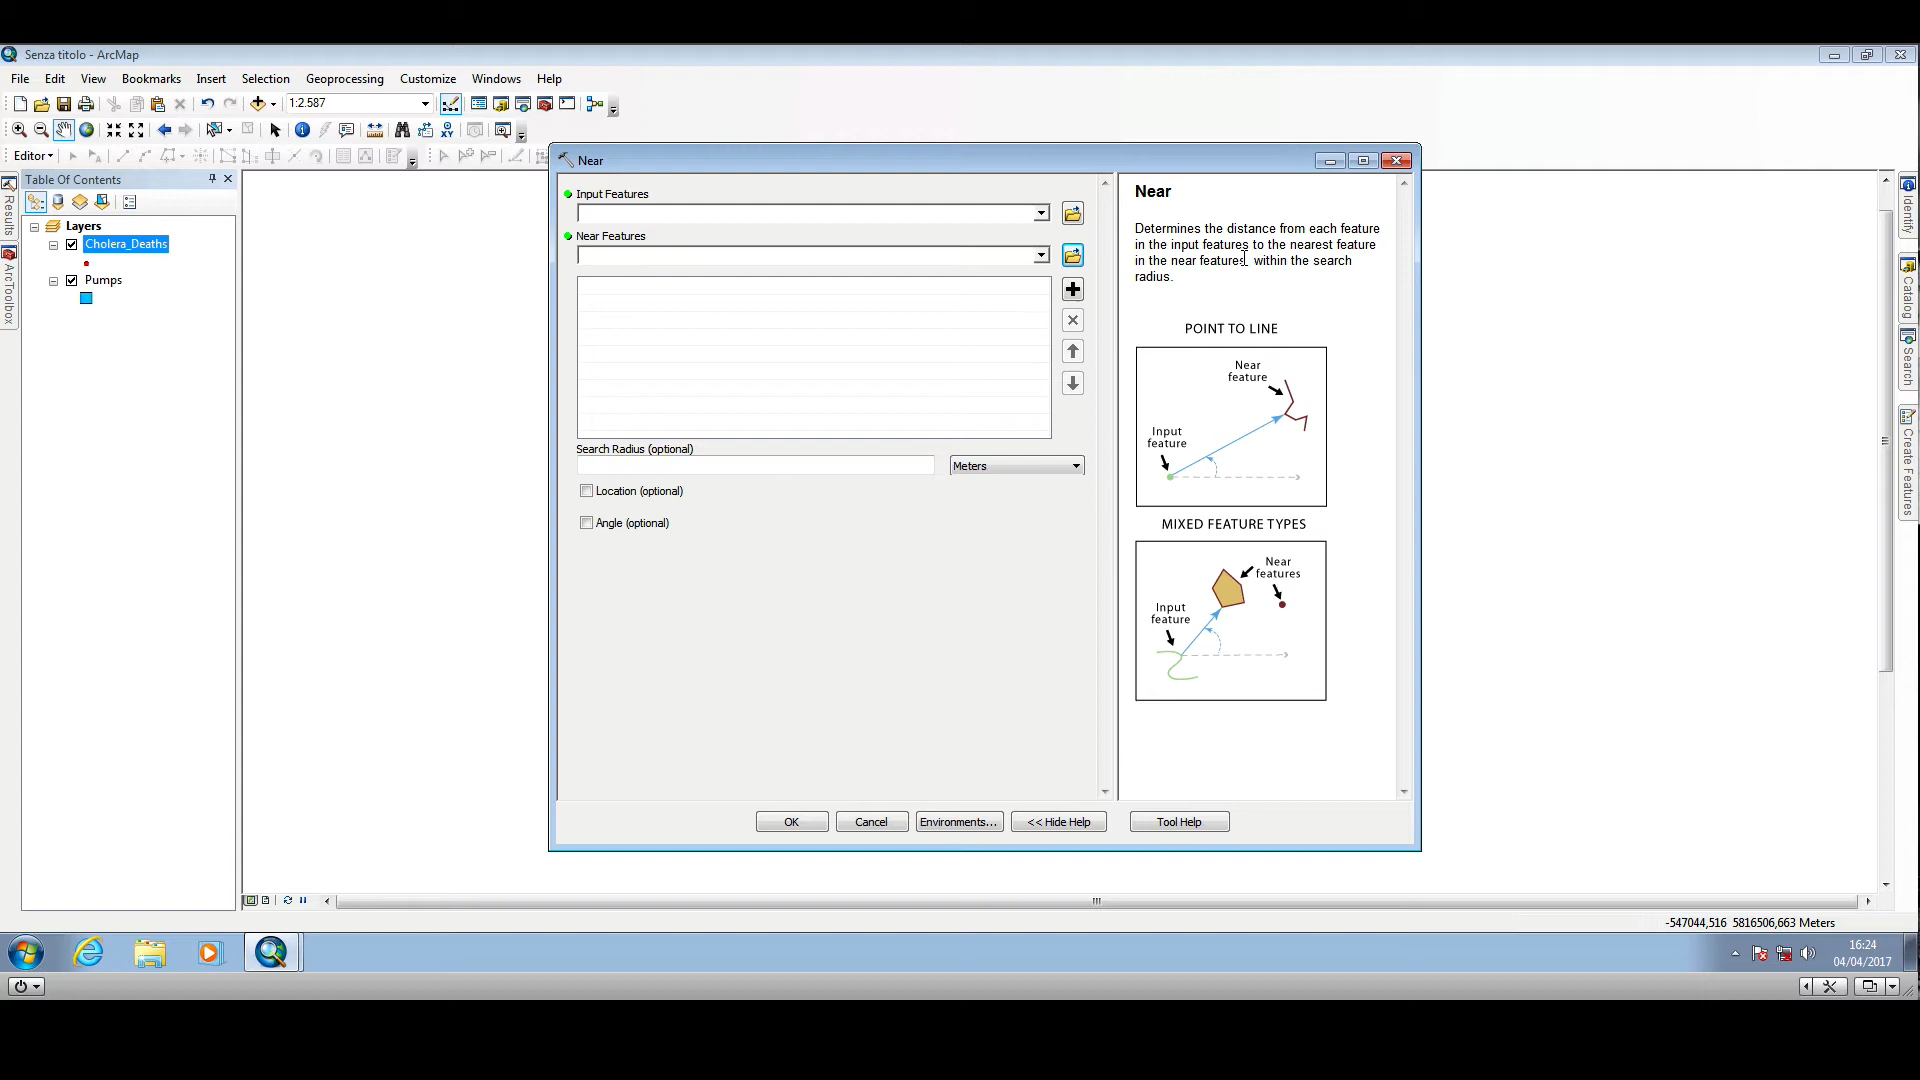 Senza titolo - ArcMap
File Edit View Bookmarks Insert Selection Geoprocessing Customize Windows Help
1:2.587
Editor
Table Of Contents
Layers
Cholera_Deaths
Pumps
Results
ArcToolbox
Near
Input Features
Near Features
Search Radius (optional)
Meters
Location (optional)
Angle (optional)
OK Cancel Environments... << Hide Help Tool Help
Near
Determines the distance from each feature
in the input features to the nearest feature
in the near features, within the search
radius.
POINT TO LINE
Near
feature
Input
feature
MIXED FEATURE TYPES
Near
features
Input
feature
Identify
Catalog
Search
Create Features
-547044,516 5816506,663 Meters
16:24
04/04/2017